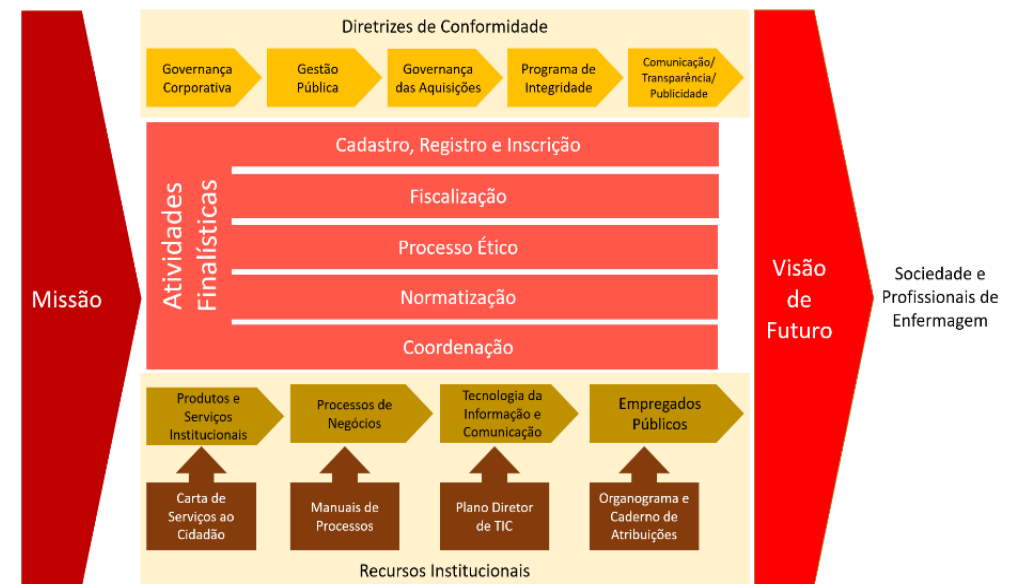 Diretrizes de Conformidade
Governança
Corporativa
Gestão
Pública
Governança
das Aquisições
Programa de
Integridade
Comunicação/
Transparência/
Publicidade
Missão
Atividades
Finalísticas
Cadastro, Registro e Inscrição
Fiscalização
Processo Ético
Normatização
Coordenação
Visão
de
Futuro
Sociedade e
Profissionais de
Enfermagem
Produtos e
Serviços
Institucionais
Processos de
Negócios
Tecnologia da
Informação e
Comunicação
Empregados
Públicos
Carta de
Serviços ao
Cidadão
Manuais de
Processos
Plano Diretor
de TIC
Organograma e
Caderno de
Atribuições
Recursos Institucionais